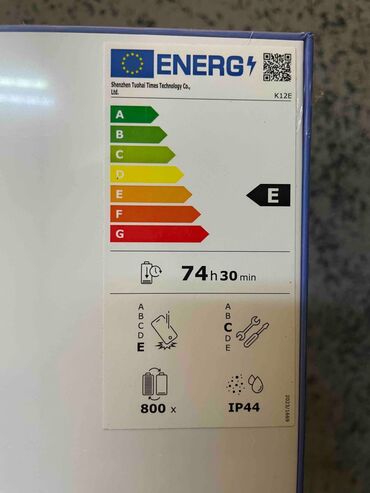 ENERG
Shenzhen Tuohai Times Technology Co.,
Ltd.
K12E
A
B
C
D
E
F
G
E
74 h 30 min
A
B
C
D
E
A
B
C
D
E
800 x
IP44
2023/1669